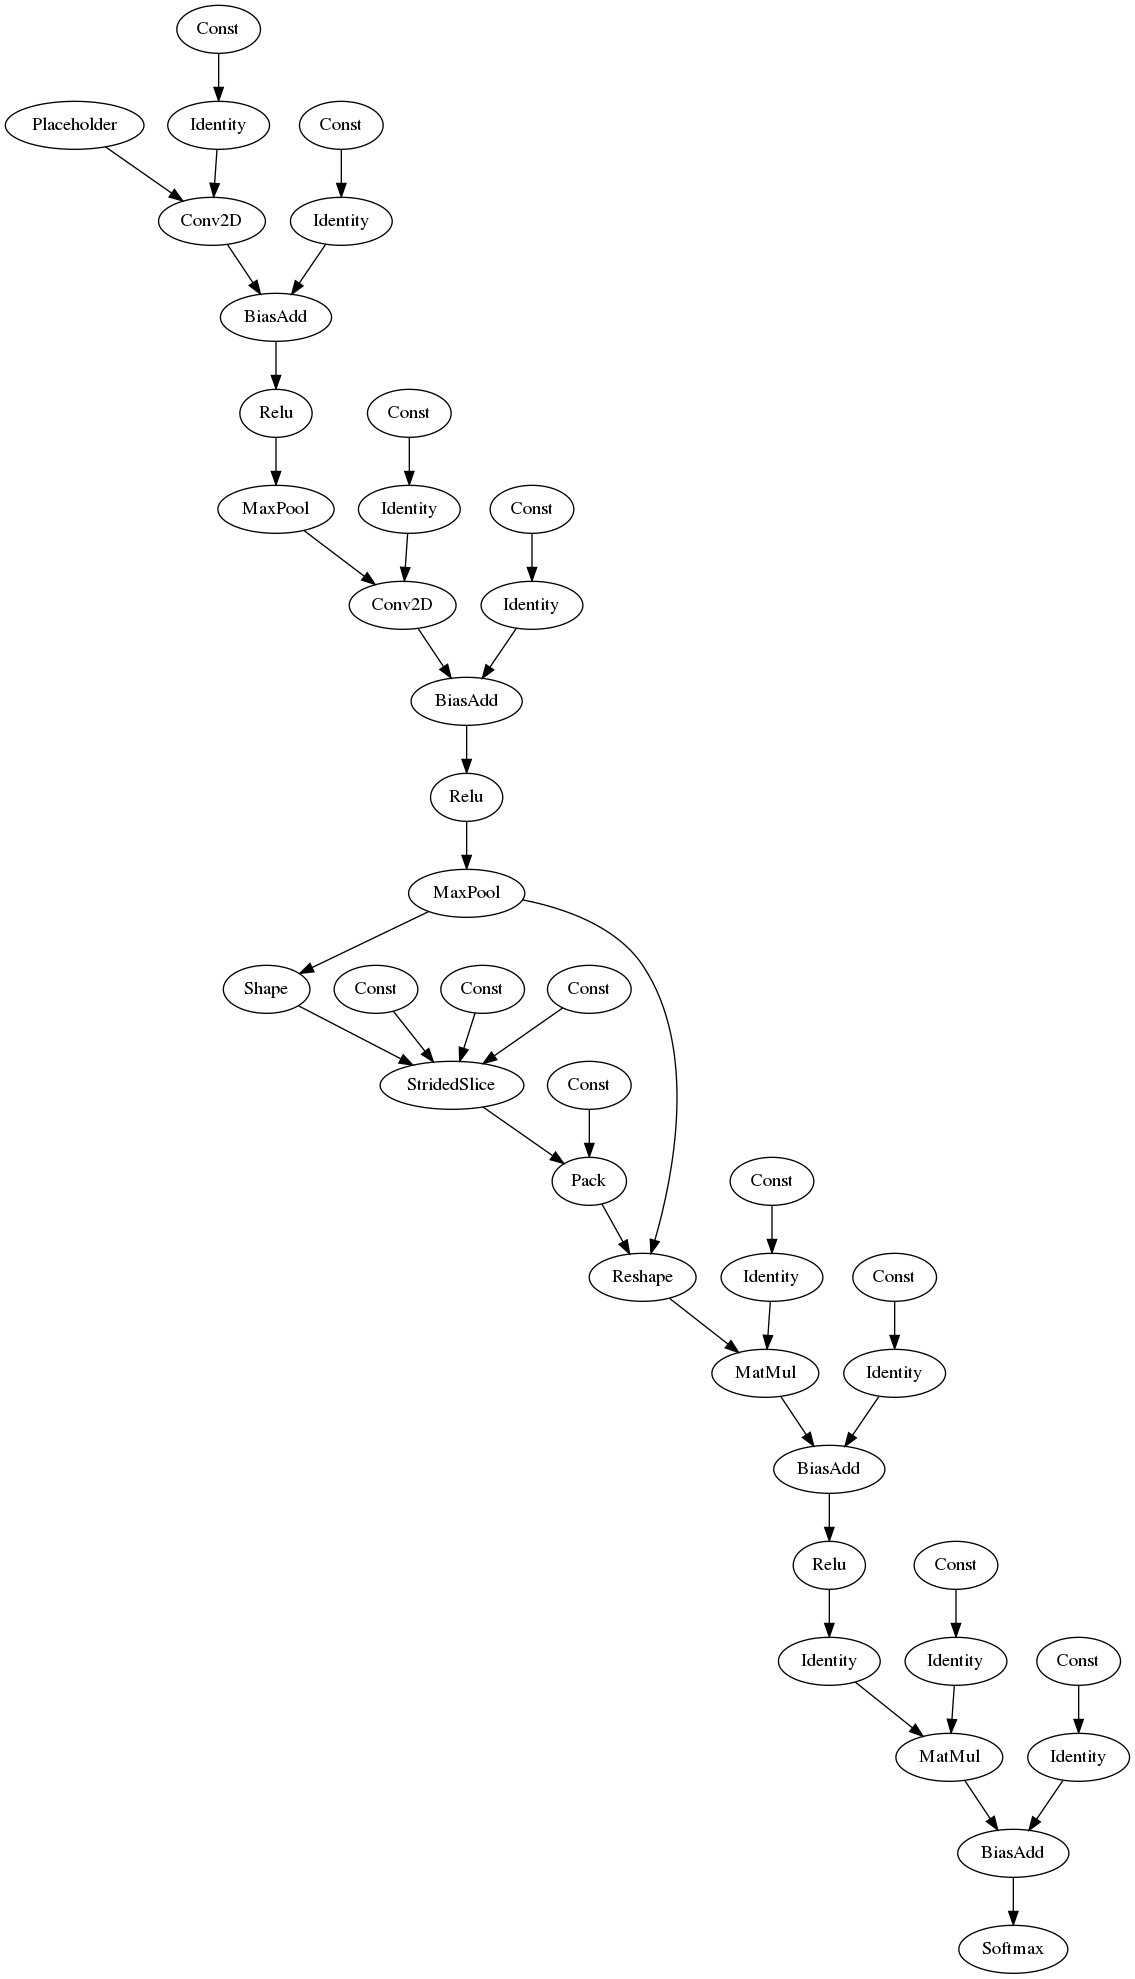 Const
Placeholder
Identity
Const
Conv2D
Identity
BiasAdd
Relu
Const
MaxPool
Identity
Const
Conv2D
Identity
BiasAdd
Relu
MaxPool
Shape
Const
Const
Const
StridedSlice
Const
Pack
Const
Reshape
Identity
Const
MatMul
Identity
BiasAdd
Relu
Const
Identity
Identity
Const
MatMul
Identity
BiasAdd
Softmax